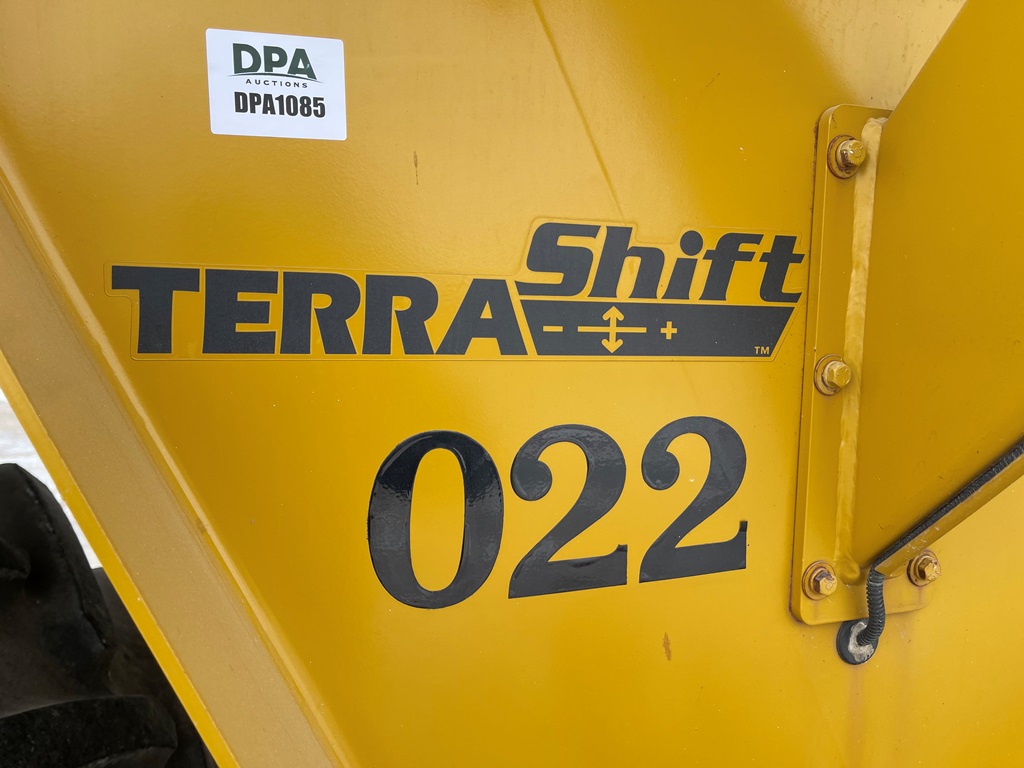 DPA
AUCTIONS
DPA1085
TERRA Shift
- +
TM
022